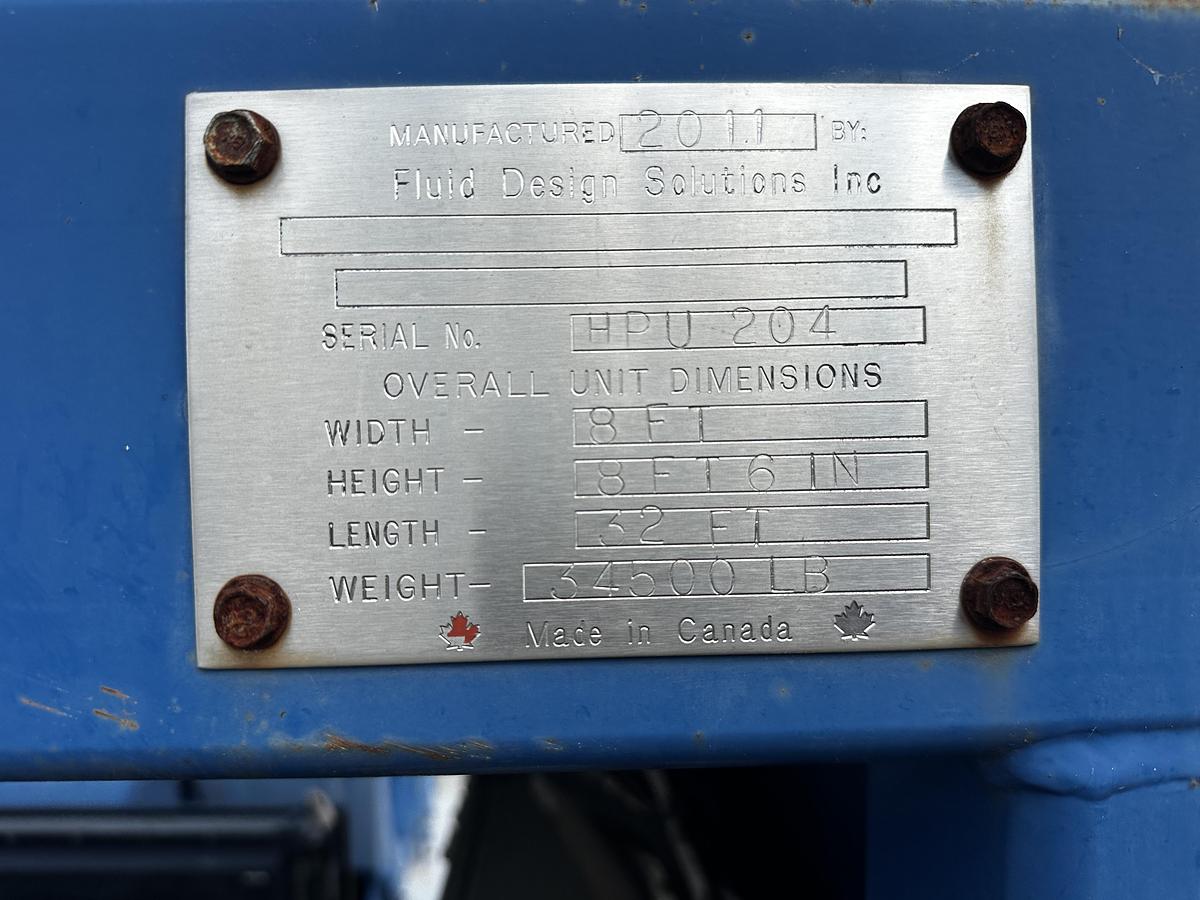 MANUFACTURED 2011 BY:
Fluid Design Solutions Inc
SERIAL No. HPU 204
OVERALL UNIT DIMENSIONS
WIDTH - 8 FT
HEIGHT - 8 FT 6 IN
LENGTH - 32 FT
WEIGHT- 34500 LB
Made in Canada